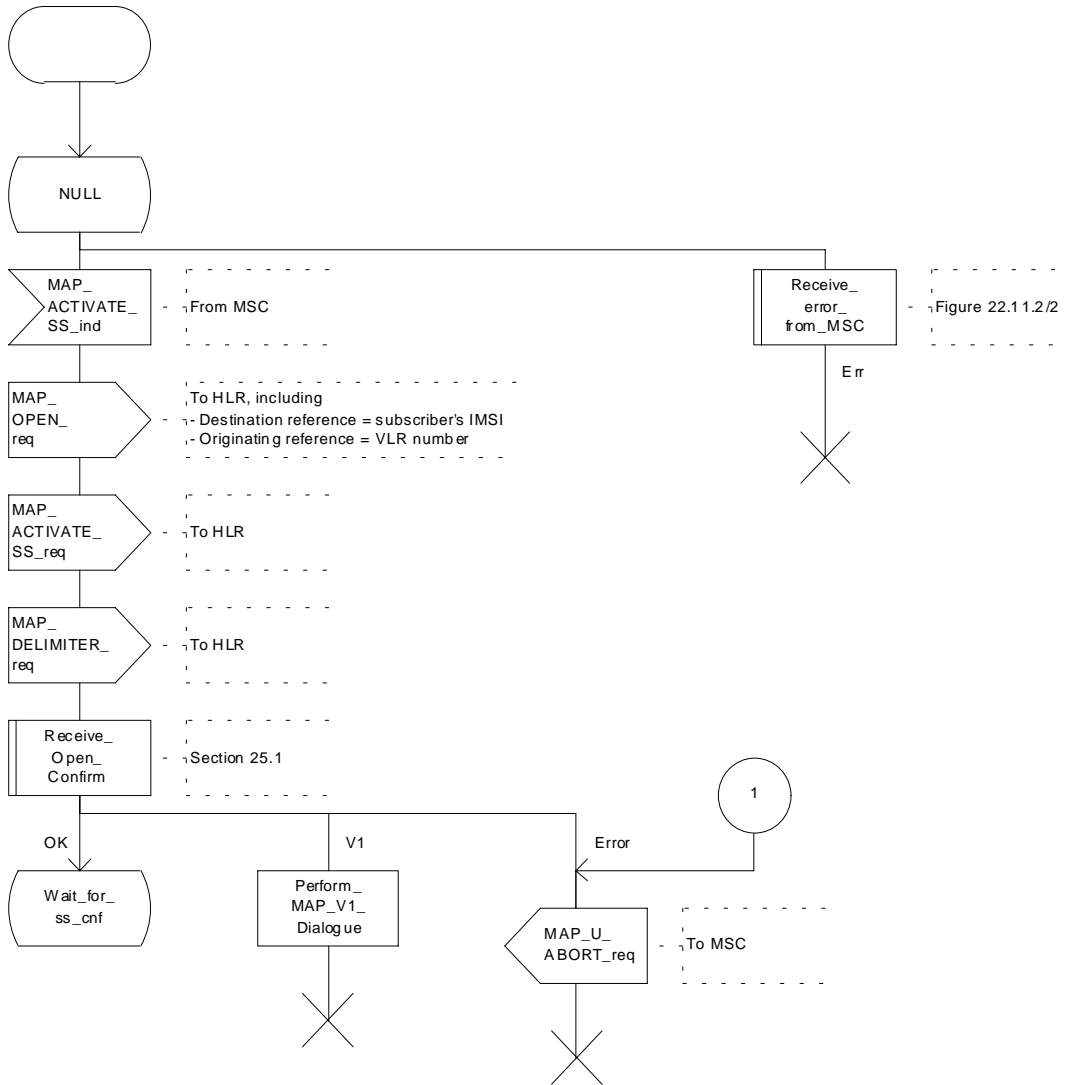 NULL
MAP_
ACTIVATE_
SS_ind
From MSC
Receive_
error_
from_MSC
Figure 22.11.2/2
Err
MAP_
OPEN_
req
To HLR, including
- Destination reference = subscriber's IMSI
- Originating reference = VLR number
MAP_
ACTIVATE_
SS_req
To HLR
MAP_
DELIMITER_
req
To HLR
Receive_
Open_
Confirm
Section 25.1
1
OK
V1
Error
Wait_for_
ss_cnf
Perform_
MAP_V1_
Dialogue
MAP_U_
ABORT_req
To MSC